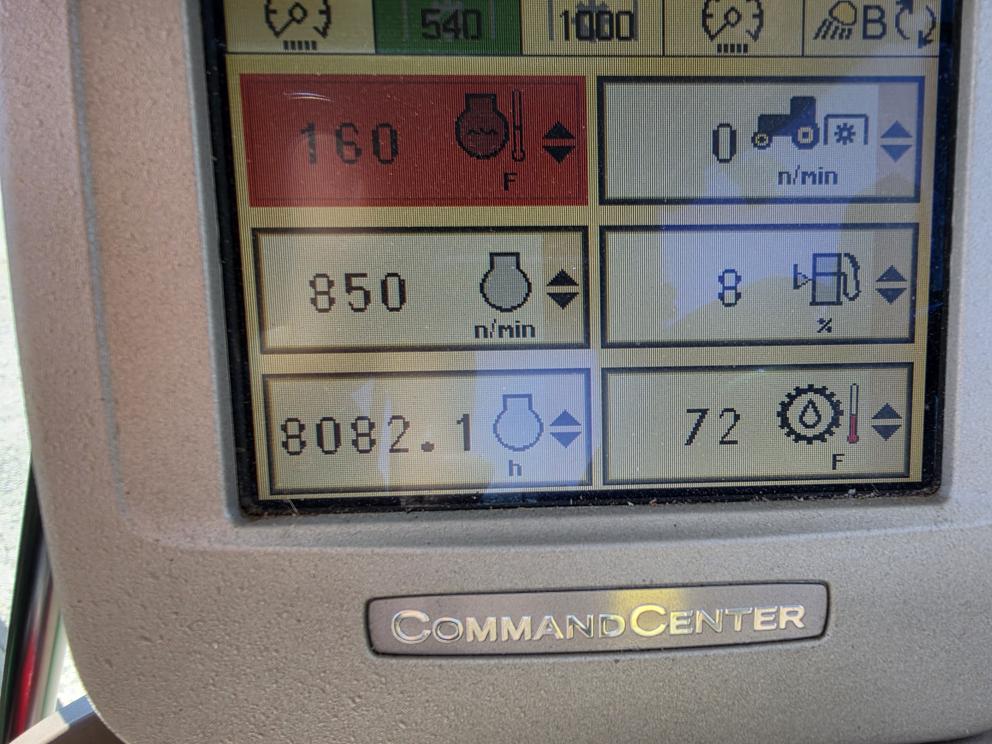 540 1000 B
160
F
0
n/min
850
n/min
8
%
8082.1
h
72
F
COMMANDCENTER